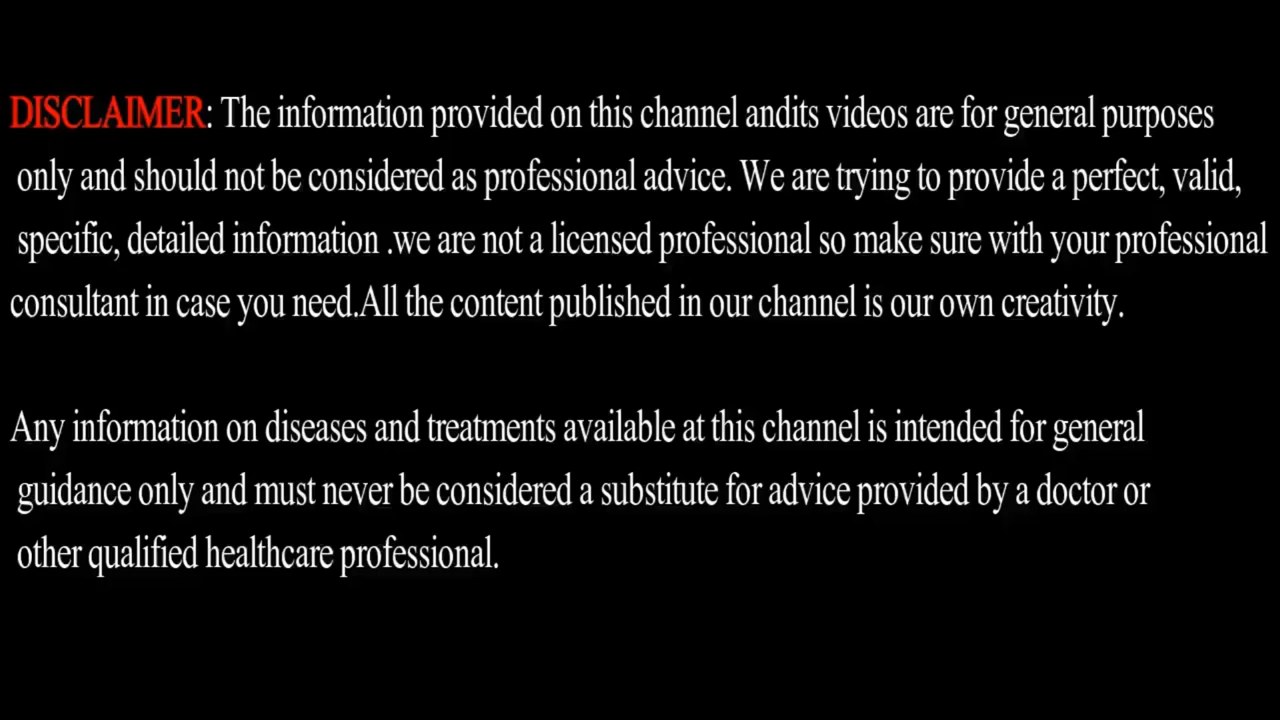 DISCLAIMER: The information provided on this channel andits videos are for general purposes
only and should not be considered as professional advice. We are trying to provide a perfect, valid,
specific, detailed information .we are not a licensed professional so make sure with your professional
consultant in case you need.All the content published in our channel is our own creativity.
Any information on diseases and treatments available at this channel is intended for general
guidance only and must never be considered a substitute for advice provided by a doctor or
other qualified healthcare professional.